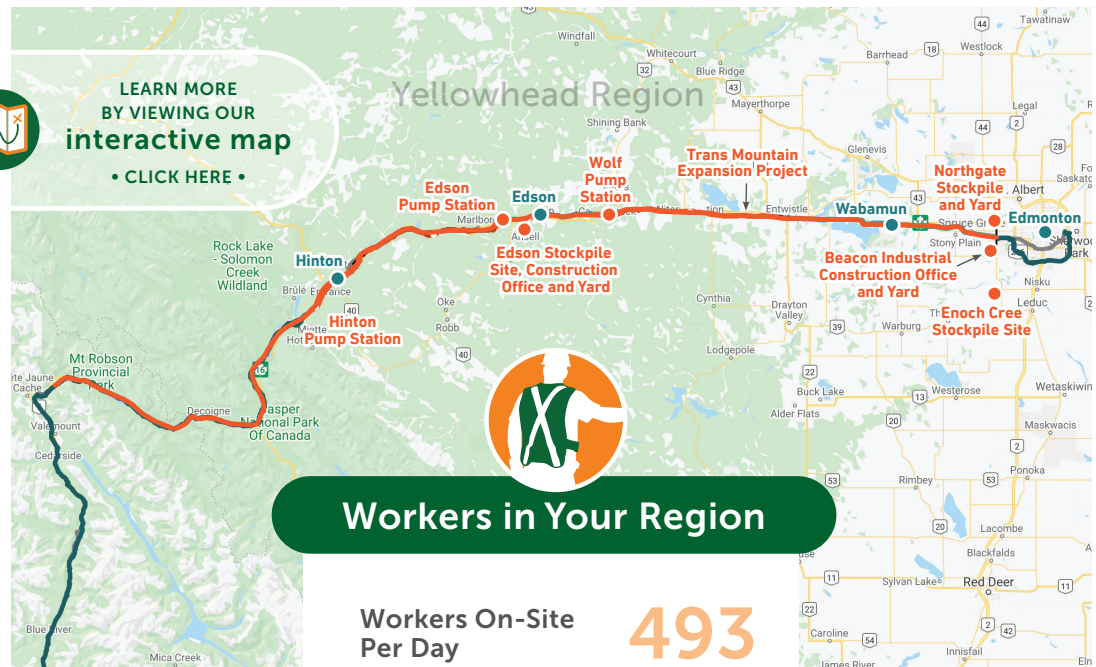 LEARN MORE
BY VIEWING OUR
interactive map
• CLICK HERE •
Yellowhead Region
Tawatinaw
Windfall
Whitecourt
Barrhead
Westlock
Blue Ridge
Mayerthorpe
Legal
Shining Bank
Glenevis
Wolf
Pump
Station
Trans Mountain
Expansion Project
Northgate
Stockpile
and Yard
Albert
Edson
Pump Station
Edson
Entwistle
Wabamun
Edmonton
Stony Plain
Edson Stockpile
Site, Construction
Office and Yard
Beacon Industrial
Construction Office
and Yard
Nisku
Leduc
Enoch Cree
Stockpile Site
Rock Lake
- Solomon
Creek
Wildland
Hinton
Brûlé
Entrance
Hinton
Pump Station
Oke
Robb
Cynthia
Drayton
Valley
Warburg
Lodgepole
Mt Robson
Provincial
Park
Cache
Valemount
Cedarside
Decoigne
Jasper
National Park
Of Canada
Buck Lake
Alder Flats
Westerose
Wetaskiwin
Maskwacis
Ponoka
Rimbey
Lacombe
Blackfalds
Sylvan Lake
Red Deer
Caroline
Innisfail
James River
Blue River
Mica Creek
Workers in Your Region
Workers On-Site
Per Day
493